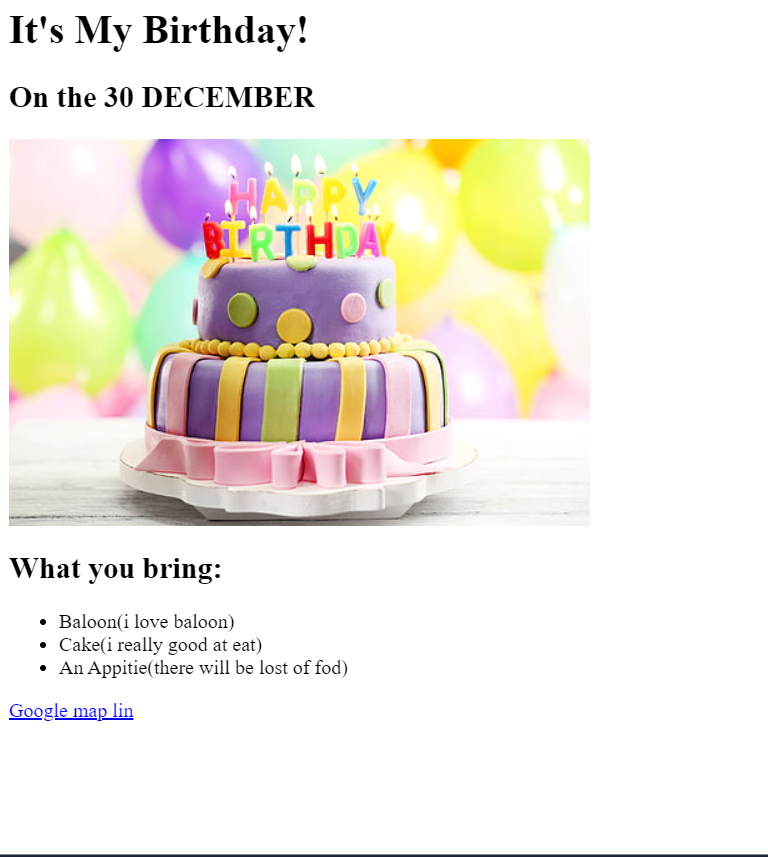 It's My Birthday!
On the 30 DECEMBER
HAPPY
BIRTHDAY
What you bring:
Baloon(i love baloon)
Cake(i really good at eat)
An Appitie(there will be lost of fod)
Google map lin